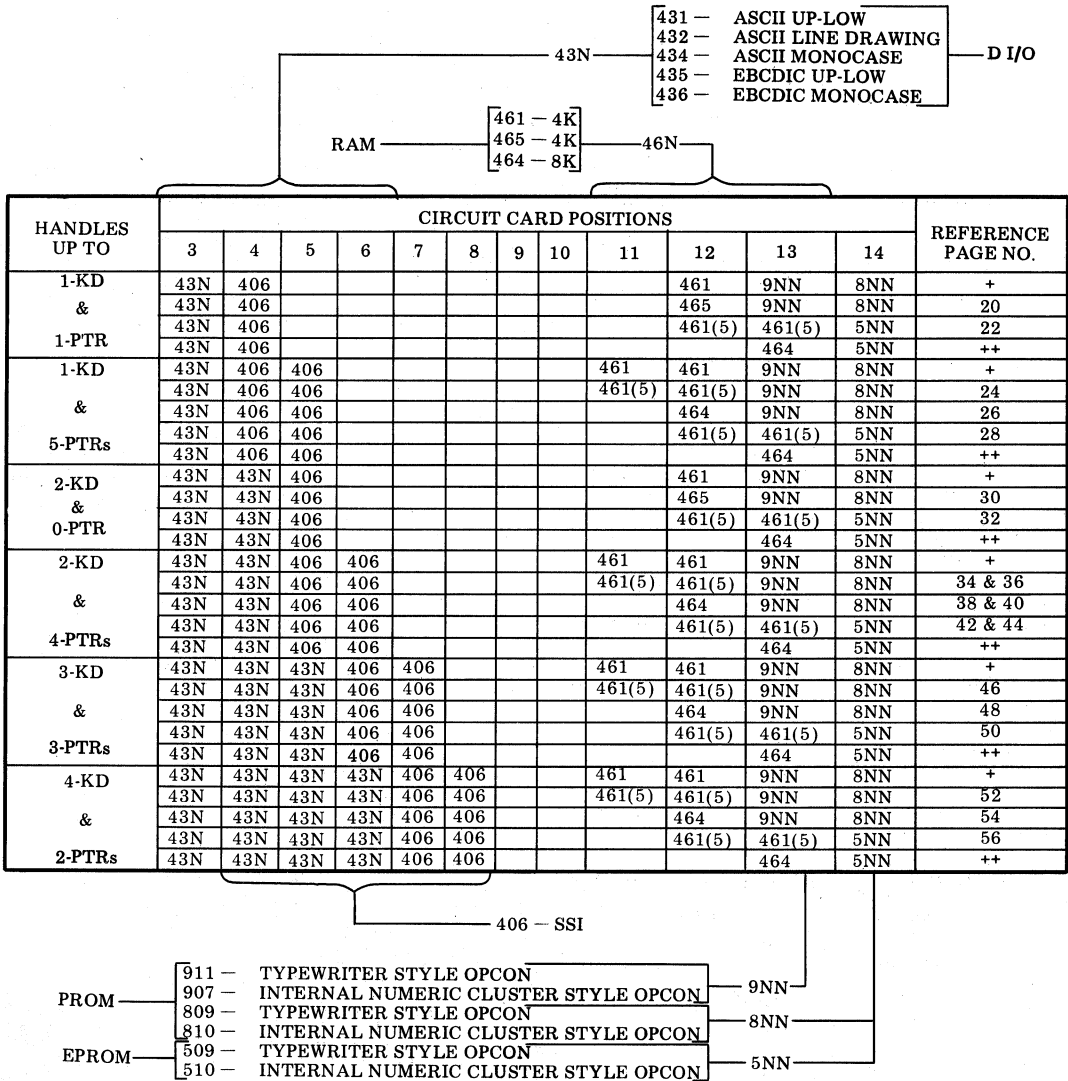 431 — ASCII UP-LOW
432 — ASCII LINE DRAWING
43N 434 — ASCII MONOCASE D I/O
435 — EBCDIC UP-LOW
436 — EBCDIC MONOCASE
461 — 4K
RAM 465 — 4K 46N
464 — 8K
HANDLES UP TO CIRCUIT CARD POSITIONS REFERENCE PAGE NO.
3 4 5 6 7 8 9 10 11 12 13 14
1-KD & 1-PTR
43N 406 461 9NN 8NN +
43N 406 465 9NN 8NN 20
43N 406 461(5) 461(5) 5NN 22
43N 406 464 5NN ++
1-KD & 5-PTRs
43N 406 406 461 461 9NN 8NN +
43N 406 406 461(5) 461(5) 9NN 8NN 24
43N 406 406 464 9NN 8NN 26
43N 406 406 461(5) 461(5) 5NN 28
43N 406 406 464 5NN ++
2-KD & 0-PTR
43N 43N 406 461 9NN 8NN +
43N 43N 406 465 9NN 8NN 30
43N 43N 406 461(5) 461(5) 5NN 32
43N 43N 406 464 5NN ++
2-KD & 4-PTRs
43N 43N 406 406 461 461 9NN 8NN +
43N 43N 406 406 461(5) 461(5) 9NN 8NN 34 & 36
43N 43N 406 406 464 9NN 8NN 38 & 40
43N 43N 406 406 461(5) 461(5) 5NN 42 & 44
43N 43N 406 406 464 5NN ++
3-KD & 3-PTRs
43N 43N 43N 406 406 461 461 9NN 8NN +
43N 43N 43N 406 406 461(5) 461(5) 9NN 8NN 46
43N 43N 43N 406 406 464 9NN 8NN 48
43N 43N 43N 406 406 461(5) 461(5) 5NN 50
43N 43N 43N 406 406 464 5NN ++
4-KD & 2-PTRs
43N 43N 43N 43N 406 406 461 461 9NN 8NN +
43N 43N 43N 43N 406 406 461(5) 461(5) 9NN 8NN 52
43N 43N 43N 43N 406 406 464 9NN 8NN 54
43N 43N 43N 43N 406 406 461(5) 461(5) 5NN 56
43N 43N 43N 43N 406 406 464 5NN ++
406 — SSI
PROM
911 — TYPEWRITER STYLE OPCON
907 — INTERNAL NUMERIC CLUSTER STYLE OPCON
9NN
809 — TYPEWRITER STYLE OPCON
810 — INTERNAL NUMERIC CLUSTER STYLE OPCON
8NN
EPROM
509 — TYPEWRITER STYLE OPCON
510 — INTERNAL NUMERIC CLUSTER STYLE OPCON
5NN